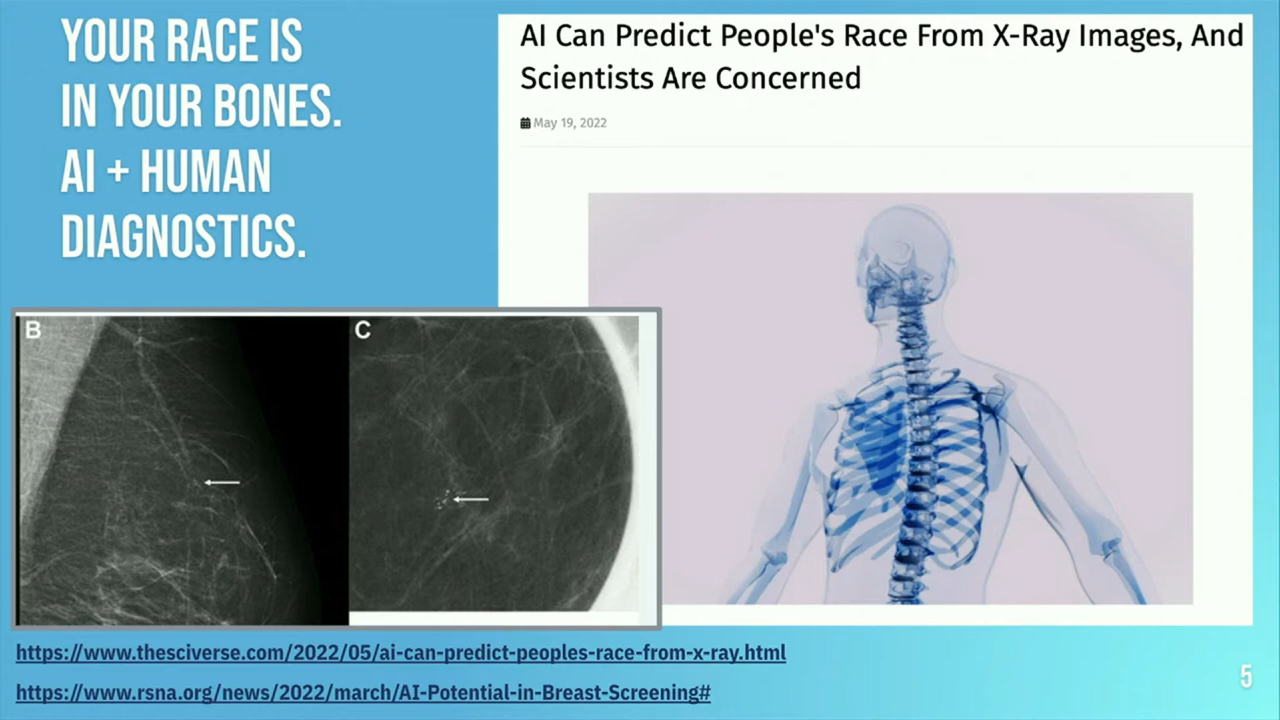 YOUR RACE IS
IN YOUR BONES.
AI + HUMAN
DIAGNOSTICS.
AI Can Predict People's Race From X-Ray Images, And
Scientists Are Concerned
May 19, 2022
B
C
https://www.thesciverse.com/2022/05/ai-can-predict-peoples-race-from-x-ray.html
https://www.rsna.org/news/2022/march/AI-Potential-in-Breast-Screening#
5